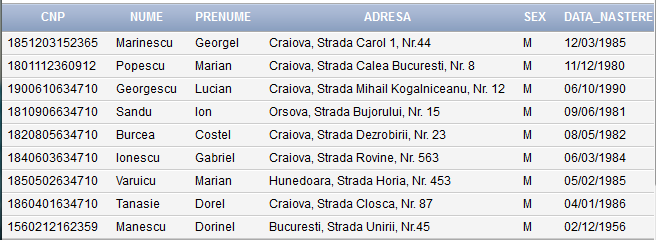 CNP NUME PRENUME ADRESA SEX DATA_NASTERE
1851203152365 Marinescu Georgel Craiova, Strada Carol 1, Nr.44 M 12/03/1985
1801112360912 Popescu Marian Craiova, Strada Calea Bucuresti, Nr. 8 M 11/12/1980
1900610634710 Georgescu Lucian Craiova, Strada Mihail Kogalniceanu, Nr. 12 M 06/10/1990
1810906634710 Sandu Ion Orsova, Strada Bujorului, Nr. 15 M 09/06/1981
1820805634710 Burcea Costel Craiova, Strada Dezrobirii, Nr. 23 M 08/05/1982
1840603634710 Ionescu Gabriel Craiova, Strada Rovine, Nr. 563 M 06/03/1984
1850502634710 Varuicu Marian Hunedoara, Strada Horia, Nr. 453 M 05/02/1985
1860401634710 Tanasie Dorel Craiova, Strada Closca, Nr. 87 M 04/01/1986
1560212162359 Manescu Dorinel Bucuresti, Strada Unirii, Nr.45 M 02/12/1956